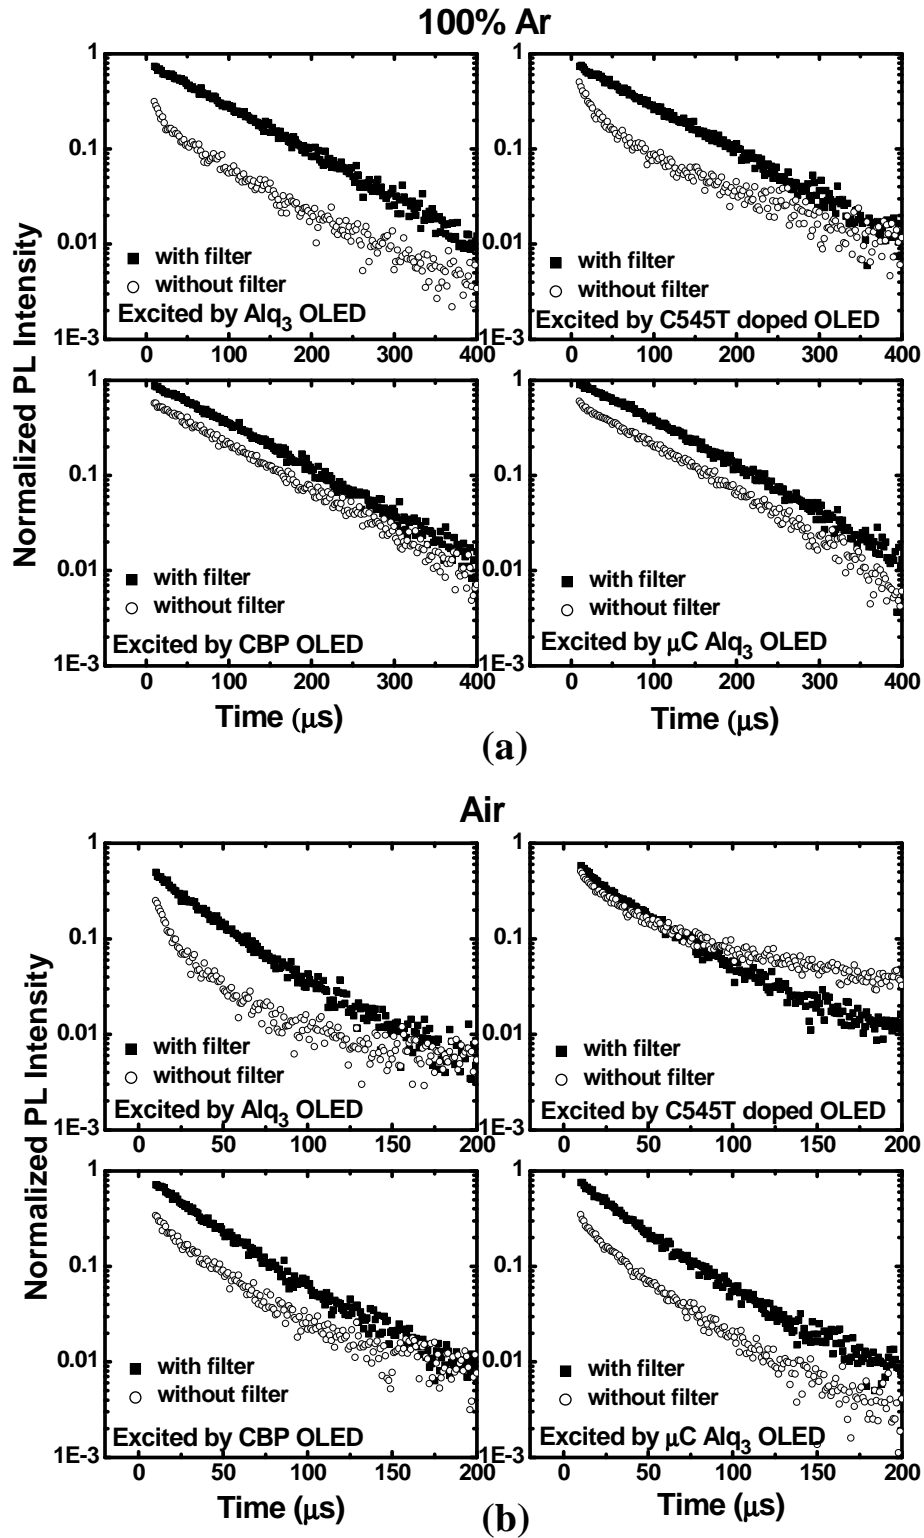 100% Ar
Normalized PL Intensity
1
0.1
0.01
1E-3
with filter
without filter
Excited by Alq3 OLED
0 100 200 300 400
1
0.1
0.01
1E-3
with filter
without filter
Excited by C545T doped OLED
0 100 200 300 400
1
0.1
0.01
1E-3
with filter
without filter
Excited by CBP OLED
0 100 200 300 400
Time (μs)
1
0.1
0.01
1E-3
with filter
without filter
Excited by μC Alq3 OLED
0 100 200 300 400
Time (μs)
(a)
Air
Normalized PL Intensity
1
0.1
0.01
1E-3
with filter
without filter
Excited by Alq3 OLED
0 50 100 150 200
1
0.1
0.01
1E-3
with filter
without filter
Excited by C545T doped OLED
0 50 100 150 200
1
0.1
0.01
1E-3
with filter
without filter
Excited by CBP OLED
0 50 100 150 200
Time (μs)
1
0.1
0.01
1E-3
with filter
without filter
Excited by μC Alq3 OLED
0 50 100 150 200
Time (μs)
(b)